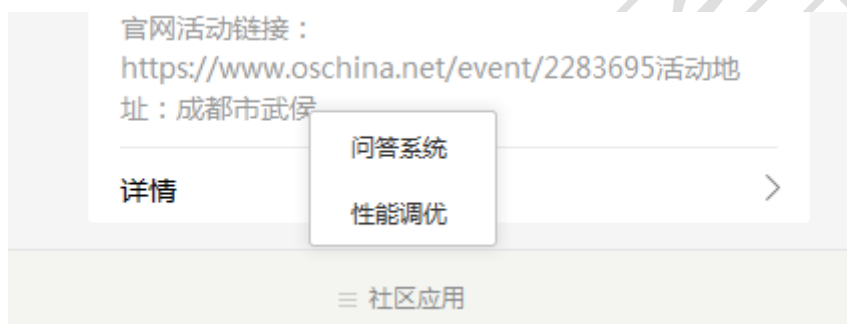 官网活动链接：
https://www.oschina.net/event/2283695活动地
址：成都市武侯
问答系统
详情
性能调优
社区应用